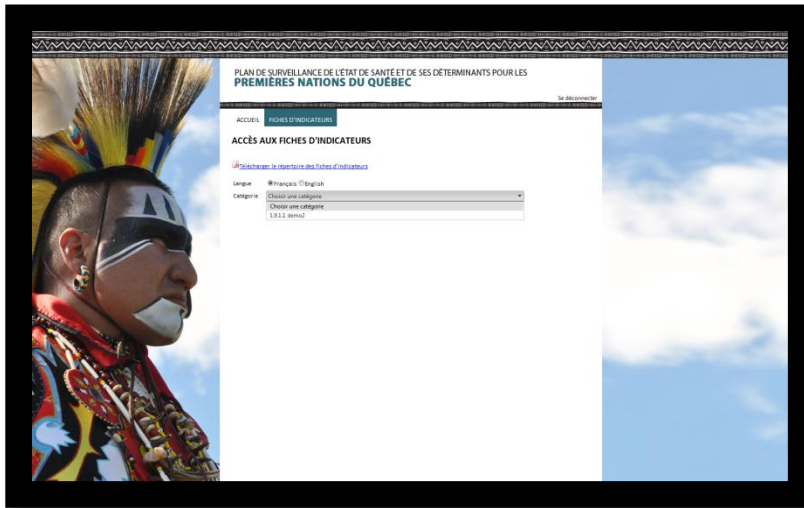 PLAN DE SURVEILLANCE DE L'ÉTAT DE SANTÉ ET DE SES DÉTERMINANTS POUR LES
PREMIÈRES NATIONS DU QUÉBEC
Se déconnecter
ACCUEIL FICHES D'INDICATEURS
ACCÈS AUX FICHES D'INDICATEURS
Télécharger le répertoire des fiches d'indicateurs
Langue Français English
Catégorie Choisir une catégorie
Choisir une catégorie
1.9.1.1 demo2